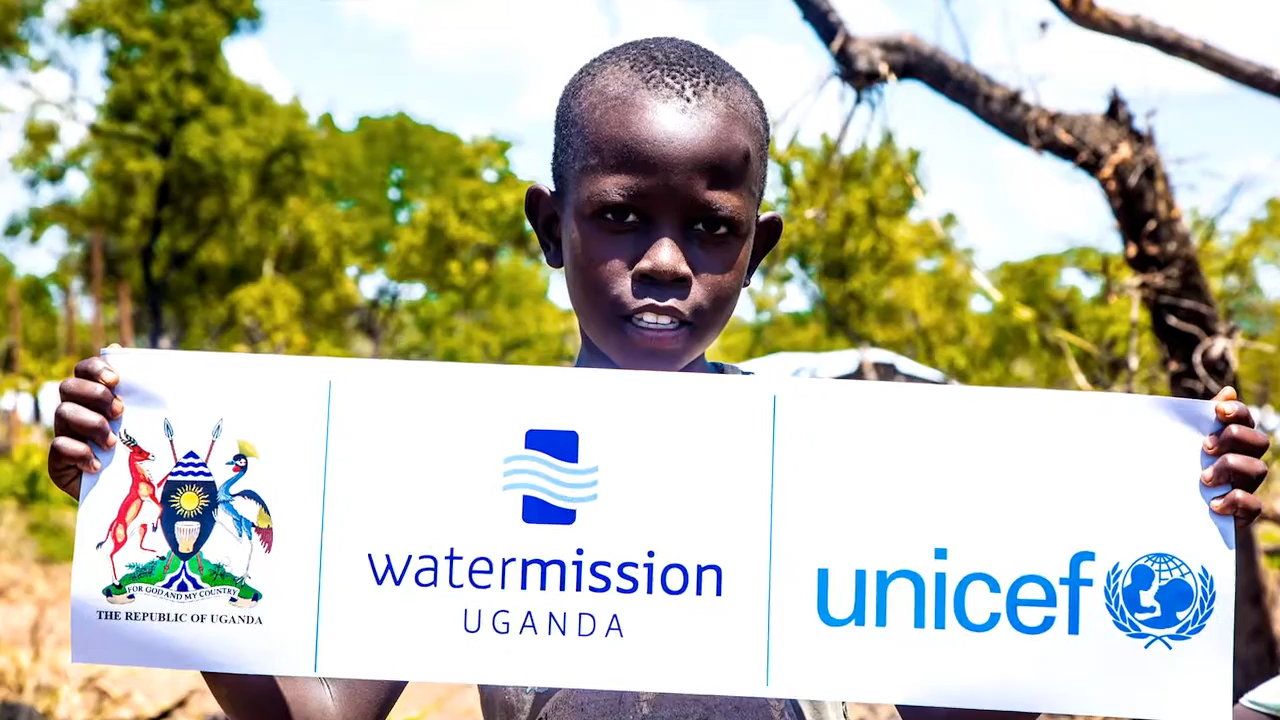 FOR GOD AND MY COUNTRY
THE REPUBLIC OF UGANDA
watermission
UGANDA
unicef